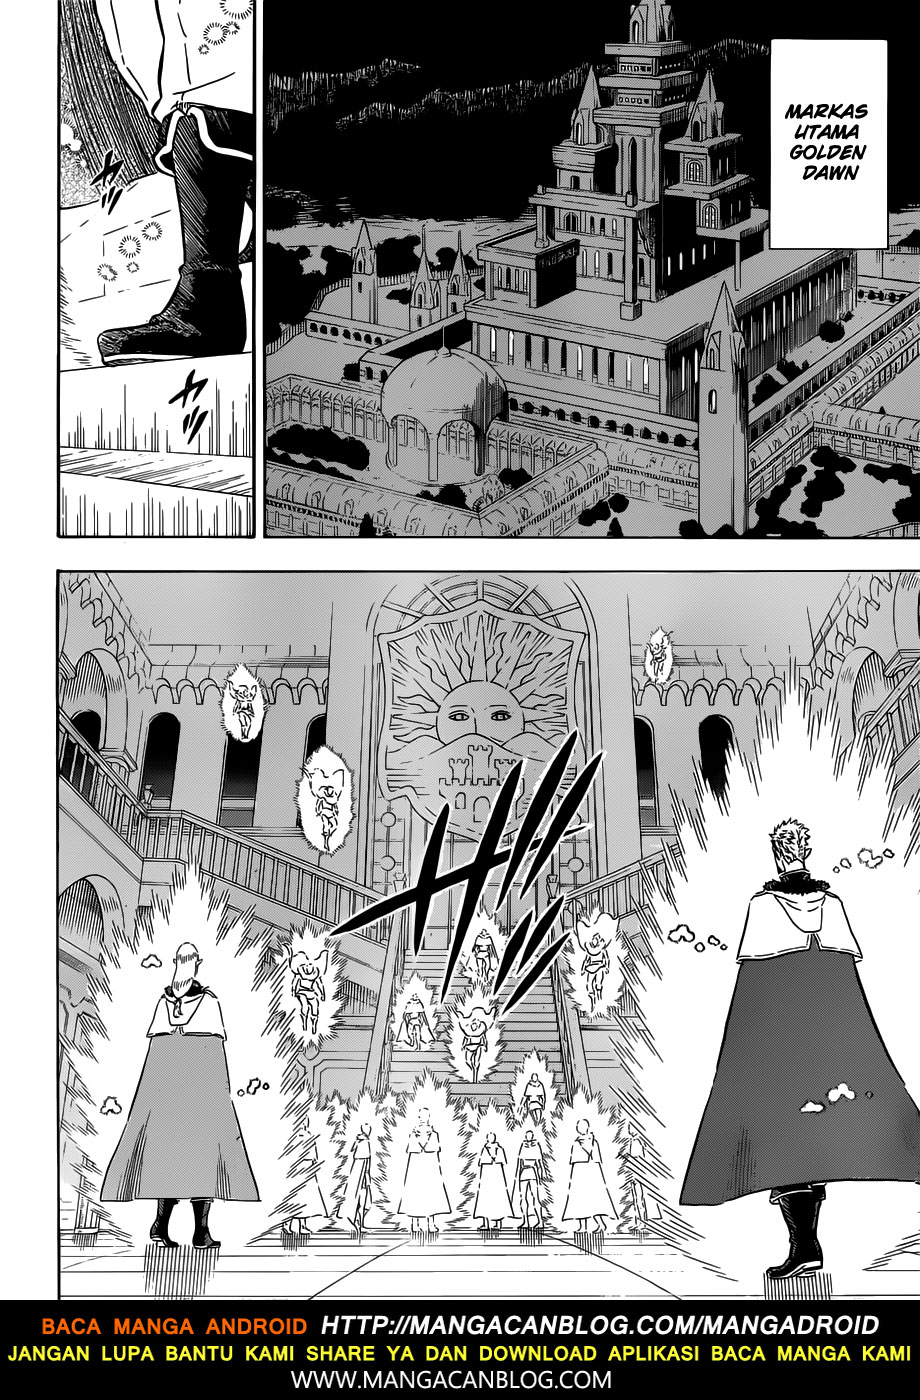 MARKAS
UTAMA
GOLDEN
DAWN
BACA MANGA ANDROID HTTP://MANGACANBLOG.COM/MANGADROID
JANGAN LUPA BANTU KAMI SHARE YA DAN DOWNLOAD APLIKASI BACA MANGA KAMI
WWW.MANGACANBLOG.COM